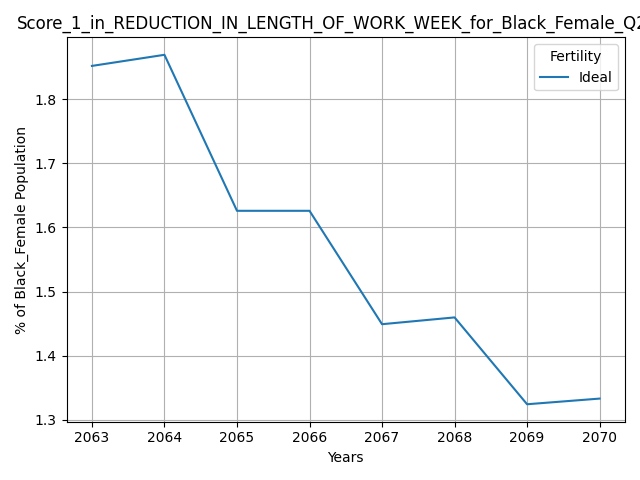 Score_1_in_REDUCTION_IN_LENGTH_OF_WORK_WEEK_for_Black_Female_Q2
Fertility
Ideal
% of Black_Female Population
1.8
1.7
1.6
1.5
1.4
1.3
2063 2064 2065 2066 2067 2068 2069 2070
Years